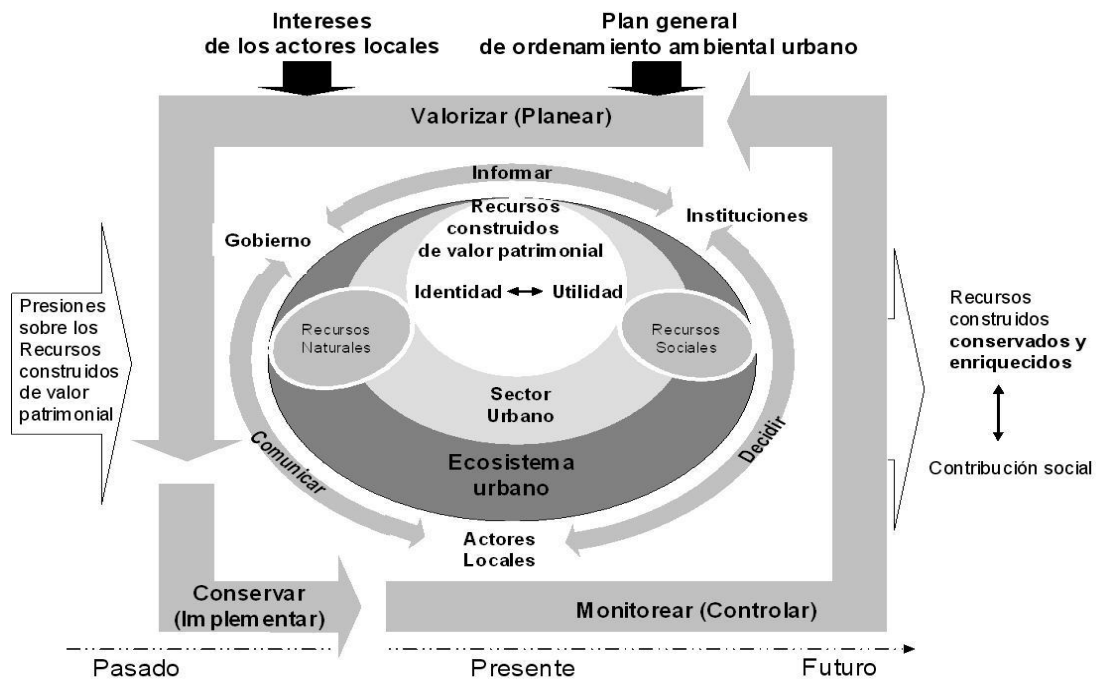 Intereses
de los actores locales
Plan general
de ordenamiento ambiental urbano
Valorizar (Planear)
Informar
Recursos
construidos
de valor patrimonial
Instituciones
Gobierno
Identidad
Utilidad
Presiones
sobre los
Recursos
construidos
de valor
patrimonial
Recursos
Naturales
Recursos
Sociales
Recursos
construidos
conservados y
enriquecidos
Sector
Urbano
Comunicar
Decidir
Ecosistema
urbano
Contribución social
Actores
Locales
Conservar
(Implementar)
Monitorear (Controlar)
Pasado
Presente
Futuro